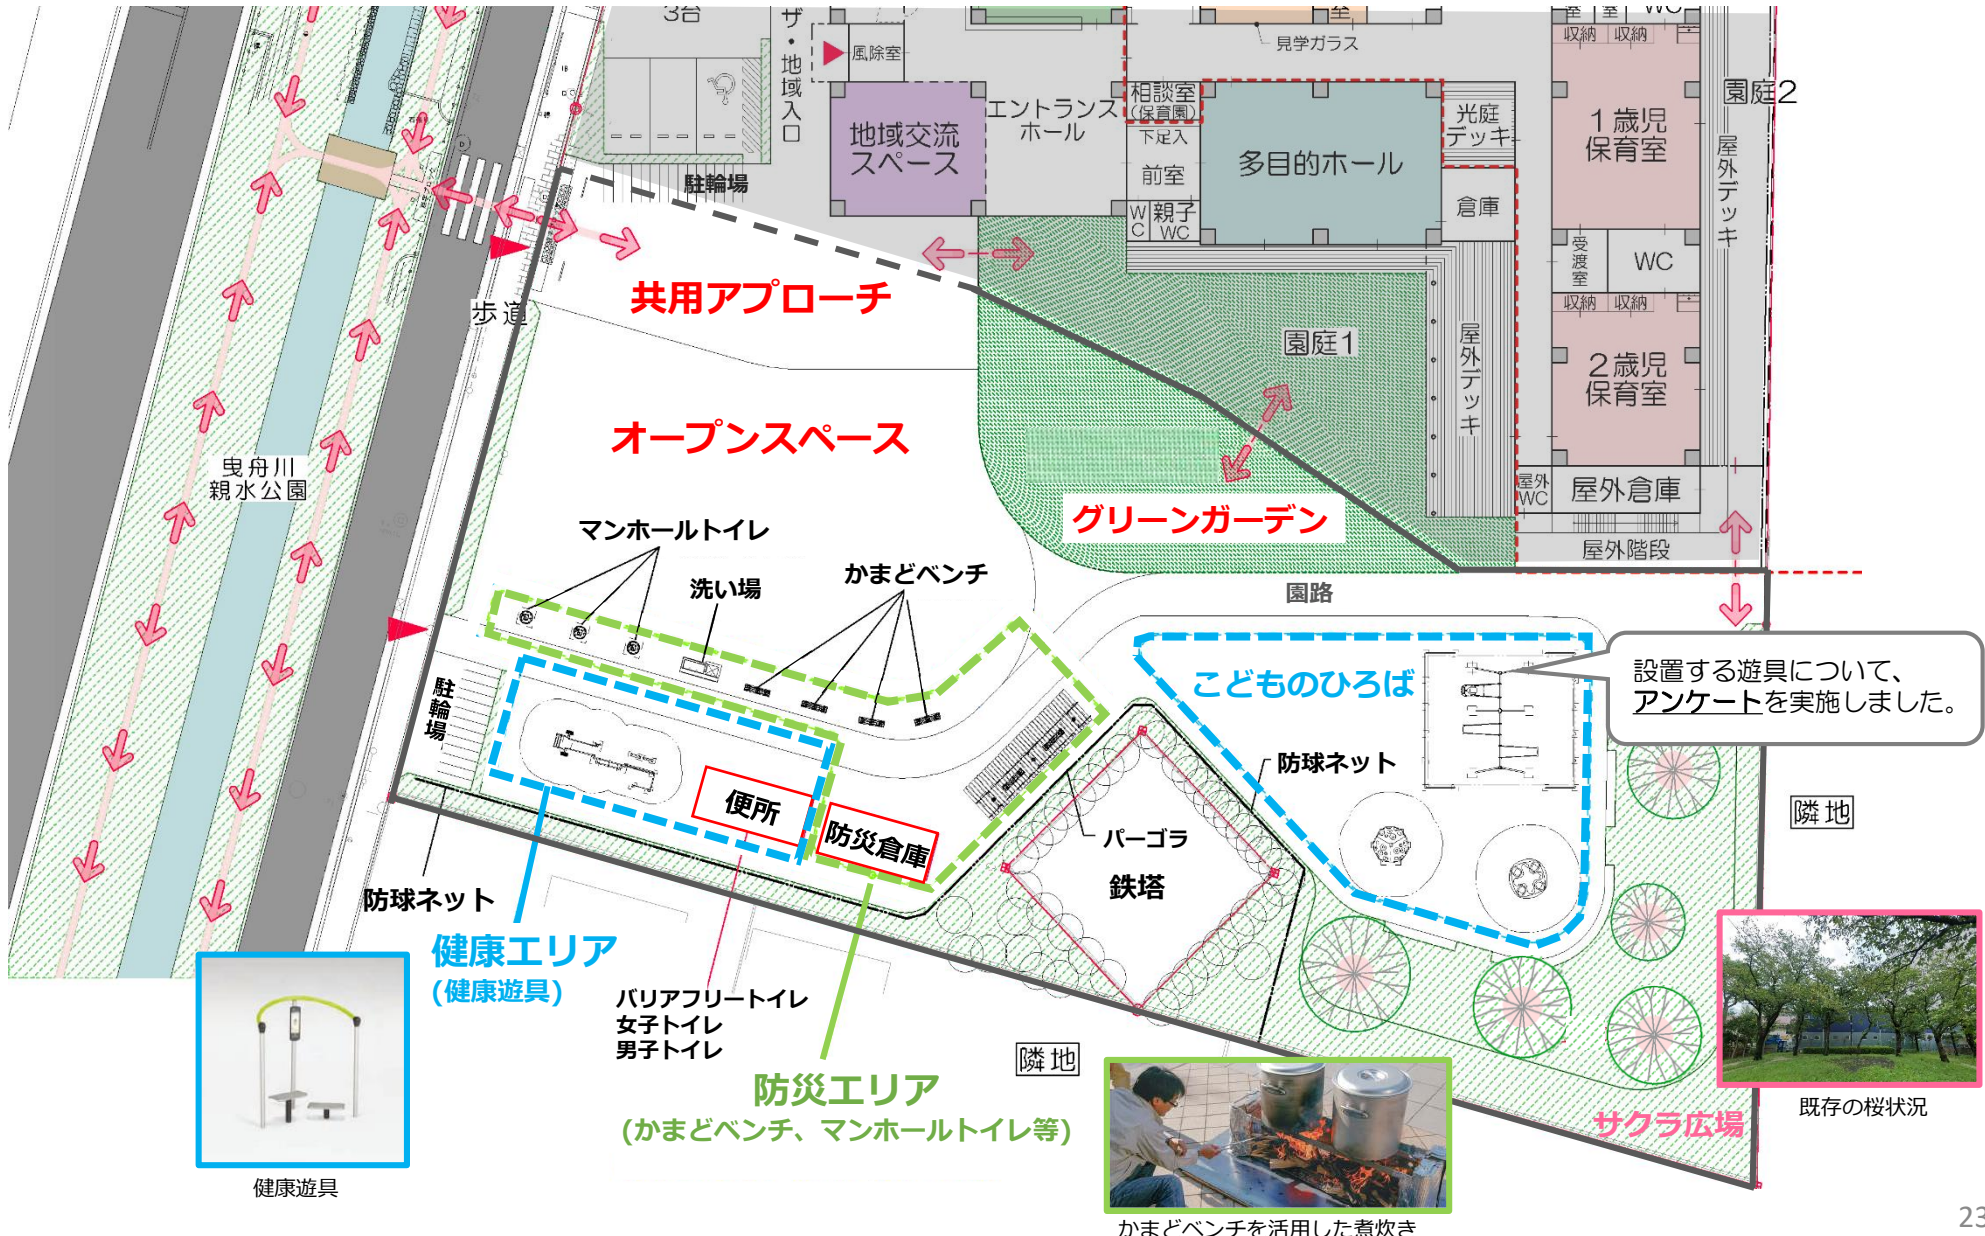 3台
ザ・地域入口
風除室
見学ガラス
室
室
室
WC
収納
収納
園庭2
地域交流
スペース
エントランス
ホール
相談室
(保育園)
下足入
前室
WC
親子
WC
多目的ホール
光庭
デッキ
倉庫
1歳児
保育室
屋外デッキ
駐輪場
受渡室
WC
収納
収納
歩道
共用アプローチ
園庭1
屋外デッキ
2歳児
保育室
オープンスペース
曳舟川
親水公園
グリーンガーデン
屋外
WC
屋外倉庫
屋外階段
マンホールトイレ
洗い場
かまどベンチ
園路
駐輪場
こどものひろば
設置する遊具について、
アンケートを実施しました。
防球ネット
便所
防災倉庫
パーゴラ
鉄塔
隣地
防球ネット
健康エリア
(健康遊具)
バリアフリートイレ
女子トイレ
男子トイレ
防災エリア
(かまどベンチ、マンホールトイレ等)
隣地
サクラ広場
既存の桜状況
健康遊具
かまどベンチを活用した煮炊き
23